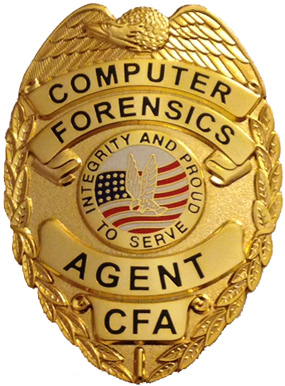 COMPUTER
FORENSICS
INTEGRITY AND PROUD
TO SERVE
AGENT
CFA